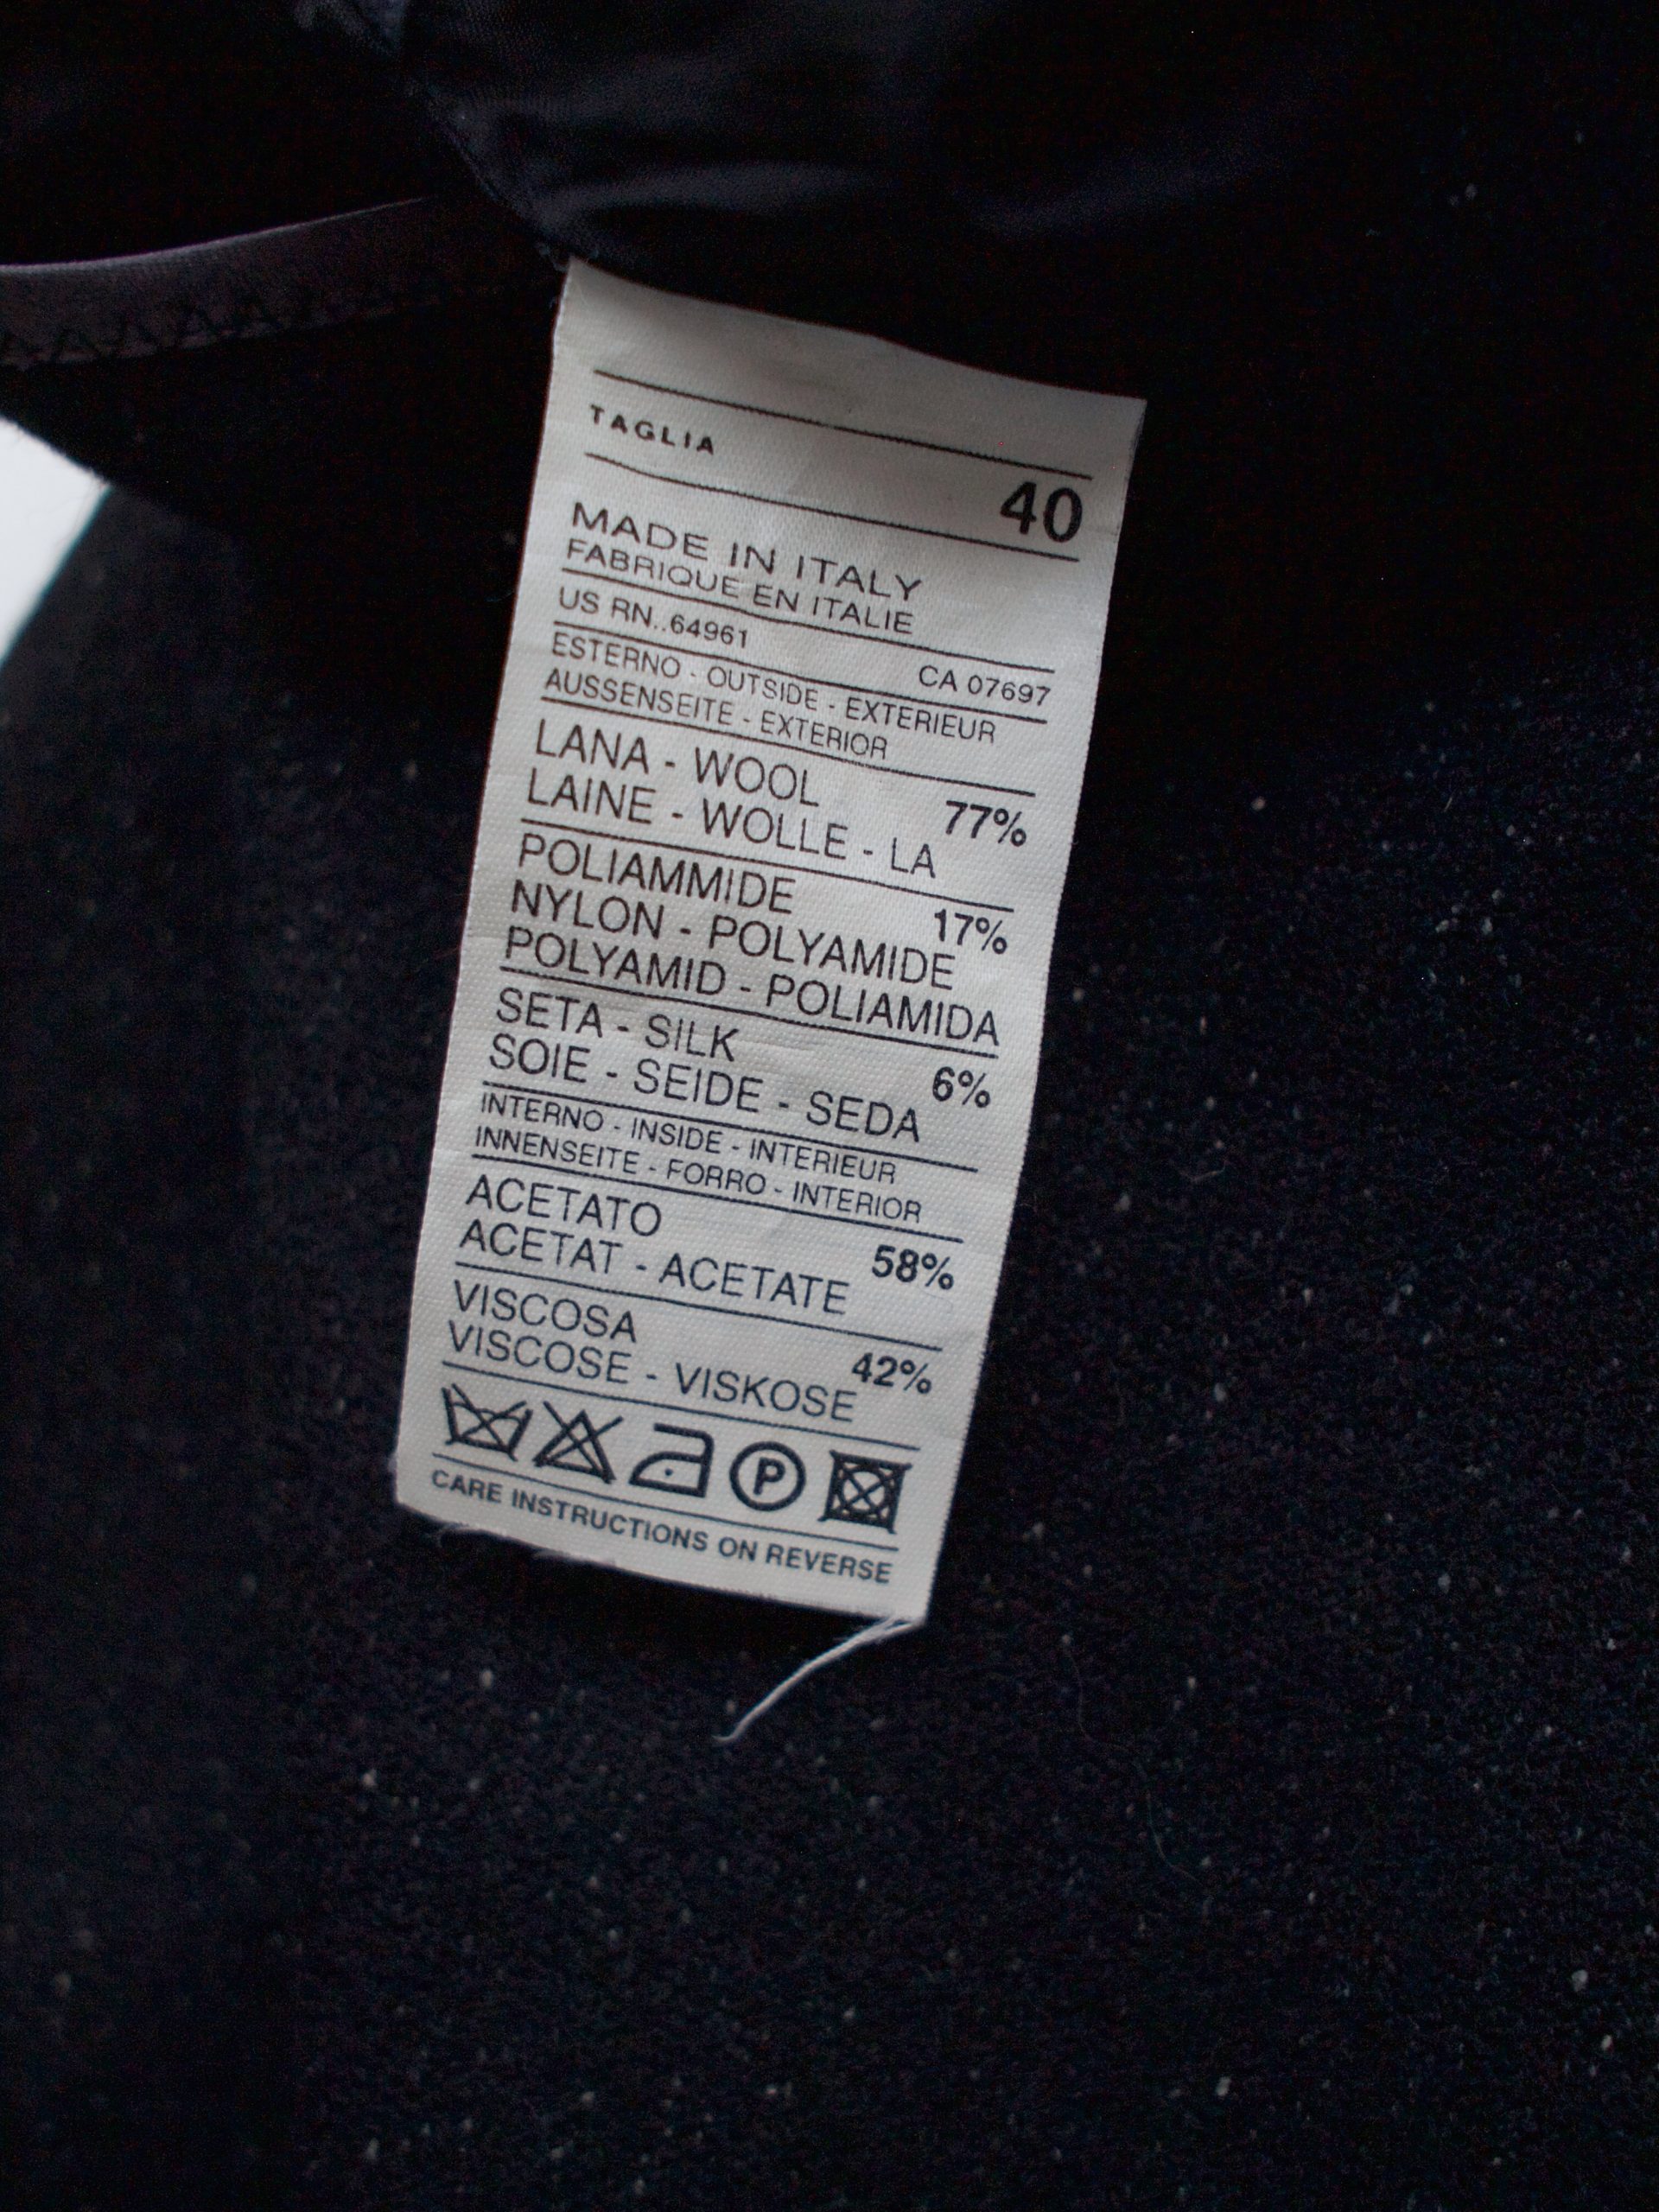 TAGLIA
40
MADE IN ITALY
FABRIQUE EN ITALIE
US RN..64961 CA 07697
ESTERNO - OUTSIDE - EXTERIEUR
AUSSENSEITE - EXTERIOR
LANA - WOOL
77%
LAINE - WOLLE - LA
POLIAMMIDE
17%
NYLON - POLYAMIDE
POLYAMID - POLIAMIDA
SETA - SILK
6%
SOIE - SEIDE - SEDA
INTERNO - INSIDE - INTERIEUR
INNENSEITE - FORRO - INTERIOR
ACETATO
58%
ACETAT - ACETATE
VISCOSA
42%
VISCOSE - VISKOSE
P
CARE INSTRUCTIONS ON REVERSE